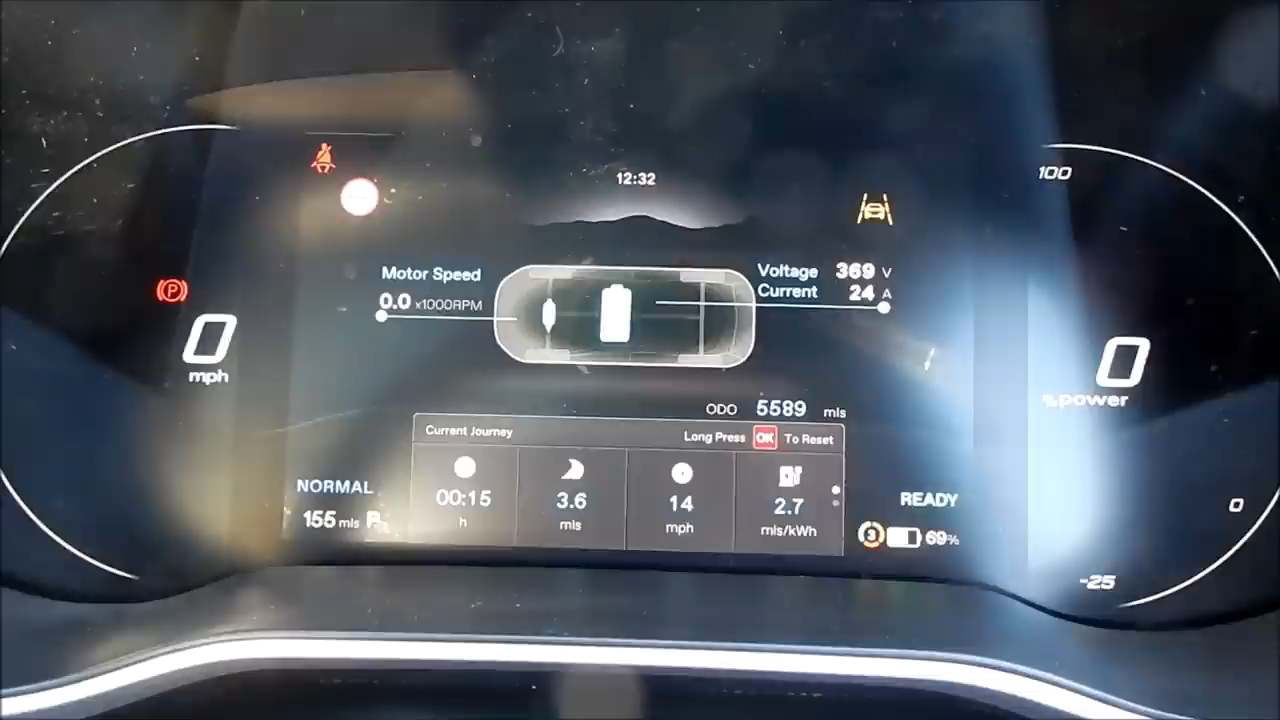 12:32
100
Motor Speed
0.0 x1000RPM
Voltage 369 V
Current 24 A
P
0
mph
0
%power
ODO 5589 mls
Current Journey
Long Press OK To Reset
00:15
h
3.6
mls
14
mph
2.7
mls/kWh
NORMAL
155 mls P
READY
3
69%
0
-25